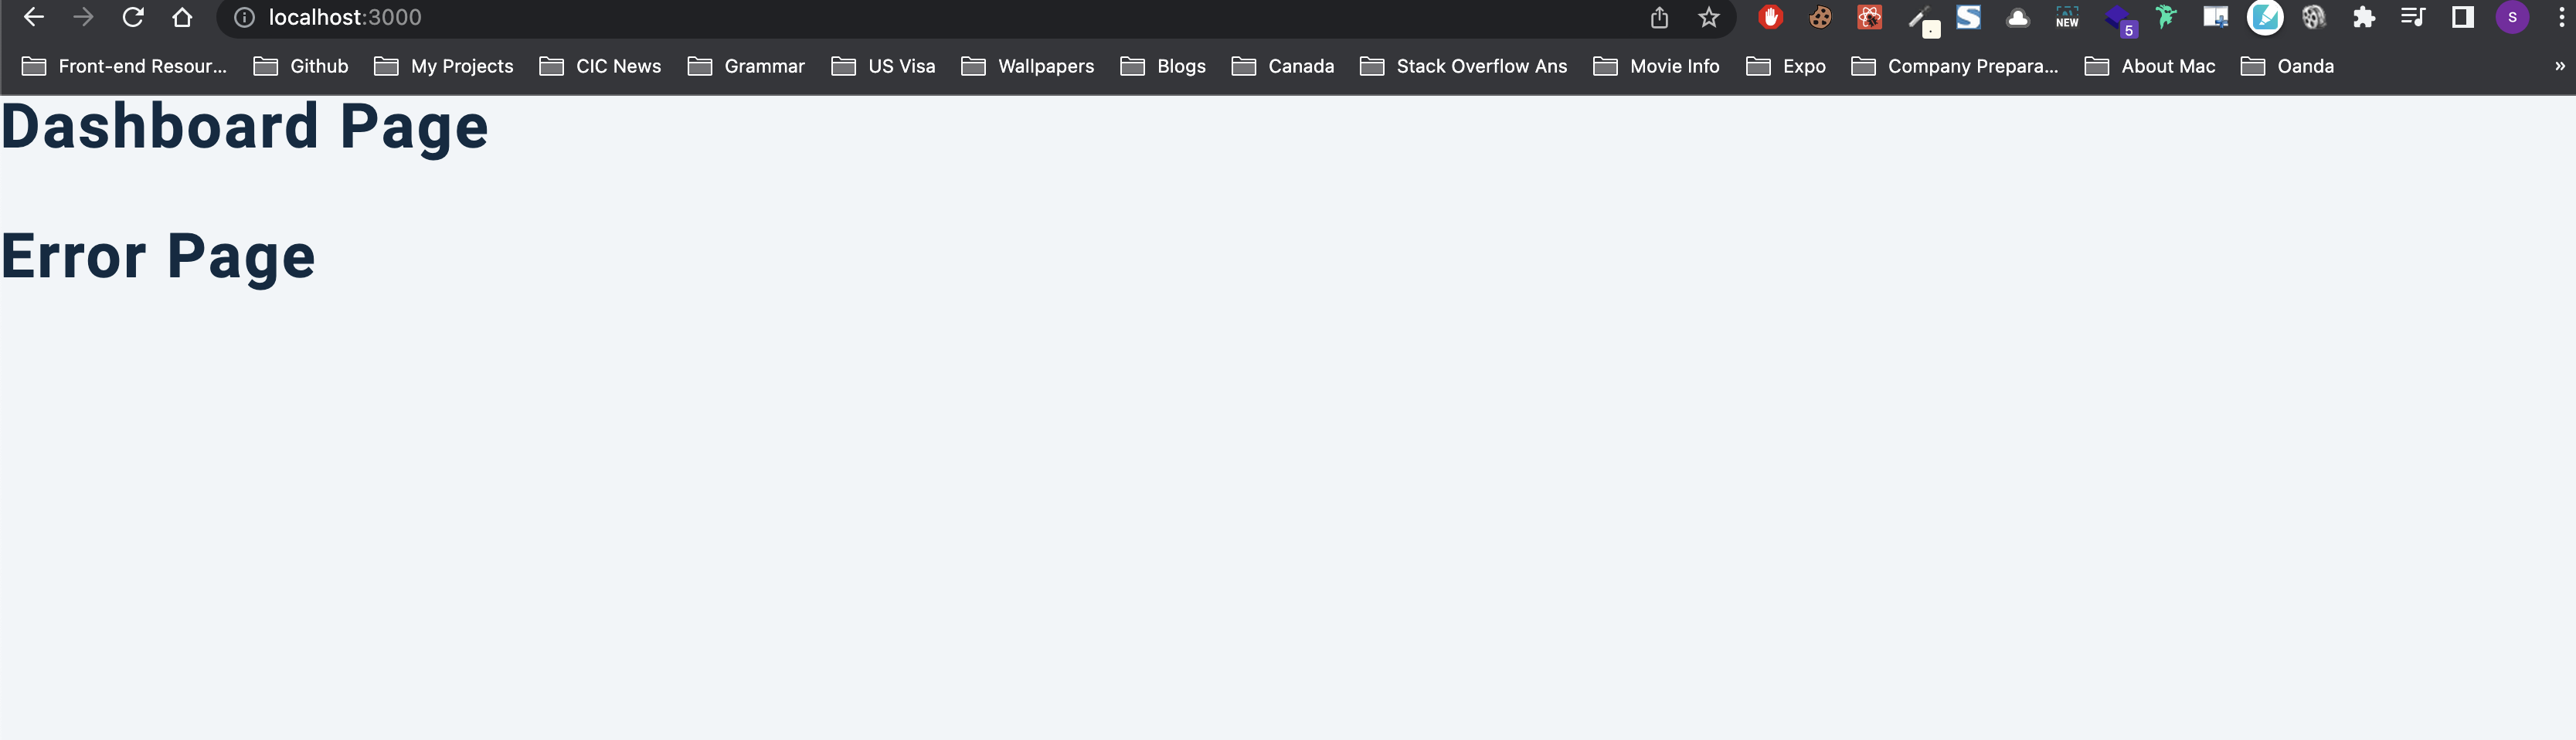 localhost:3000
NEW
5
S
Front-end Resour... Github My Projects CIC News Grammar US Visa Wallpapers Blogs Canada Stack Overflow Ans Movie Info Expo Company Prepara... About Mac Oanda »
Dashboard Page
Error Page